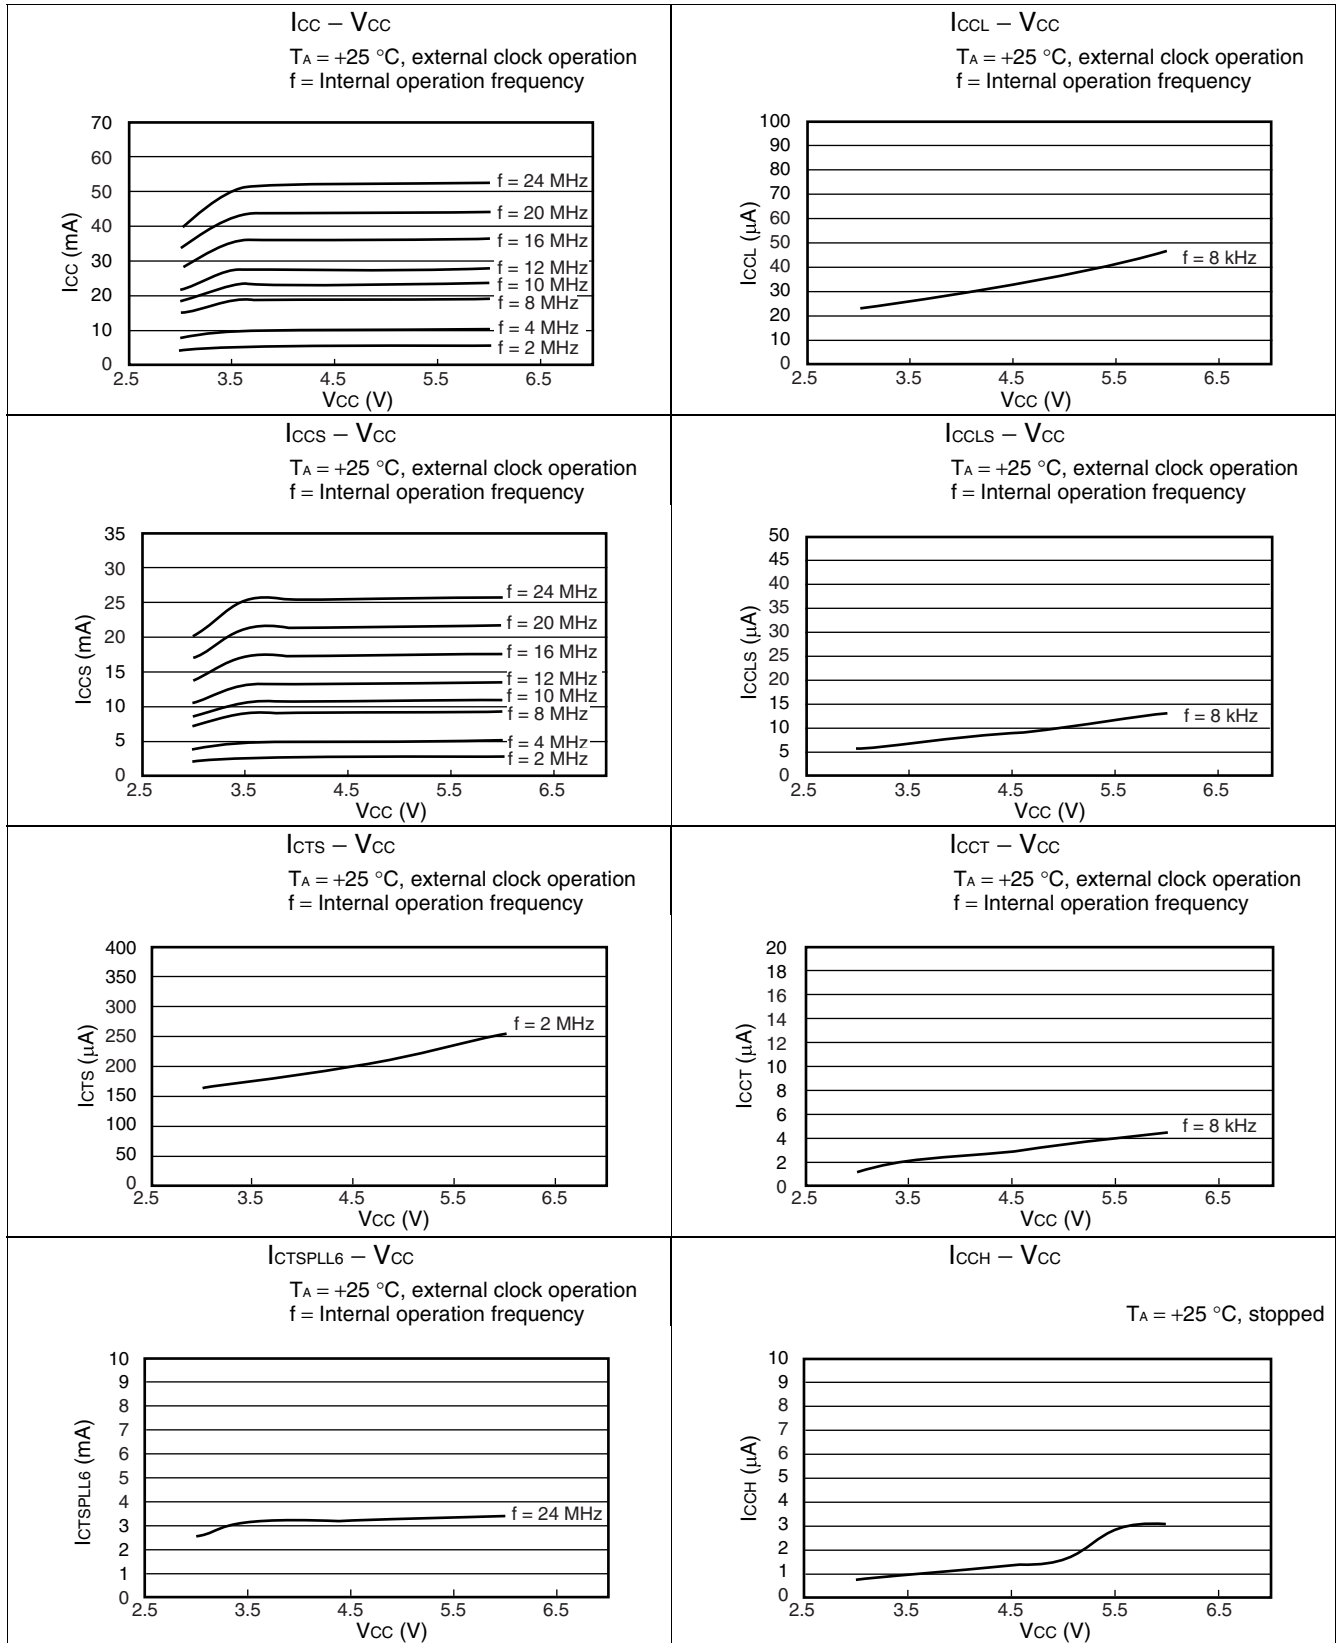 ICC – VCC
TA = +25 °C, external clock operation
f = Internal operation frequency
70
60
50
40
30
20
10
0
ICC (mA)
f = 24 MHz
f = 20 MHz
f = 16 MHz
f = 12 MHz
f = 10 MHz
f = 8 MHz
f = 4 MHz
f = 2 MHz
2.5 3.5 4.5 5.5 6.5
VCC (V)
ICCL – VCC
TA = +25 °C, external clock operation
f = Internal operation frequency
100
90
80
70
60
50
40
30
20
10
0
ICCL (µA)
f = 8 kHz
2.5 3.5 4.5 5.5 6.5
VCC (V)
ICCS – VCC
TA = +25 °C, external clock operation
f = Internal operation frequency
35
30
25
20
15
10
5
0
ICCS (mA)
f = 24 MHz
f = 20 MHz
f = 16 MHz
f = 12 MHz
f = 10 MHz
f = 8 MHz
f = 4 MHz
f = 2 MHz
2.5 3.5 4.5 5.5 6.5
VCC (V)
ICCLS – VCC
TA = +25 °C, external clock operation
f = Internal operation frequency
50
45
40
35
30
25
20
15
10
5
0
ICCLS (µA)
f = 8 kHz
2.5 3.5 4.5 5.5 6.5
VCC (V)
ICTS – VCC
TA = +25 °C, external clock operation
f = Internal operation frequency
400
350
300
250
200
150
100
50
0
ICTS (µA)
f = 2 MHz
2.5 3.5 4.5 5.5 6.5
VCC (V)
ICCT – VCC
TA = +25 °C, external clock operation
f = Internal operation frequency
20
18
16
14
12
10
8
6
4
2
0
ICCT (µA)
f = 8 kHz
2.5 3.5 4.5 5.5 6.5
VCC (V)
ICTSPLL6 – VCC
TA = +25 °C, external clock operation
f = Internal operation frequency
10
9
8
7
6
5
4
3
2
1
0
ICTSPLL6 (mA)
f = 24 MHz
2.5 3.5 4.5 5.5 6.5
VCC (V)
ICCH – VCC
TA = +25 °C, stopped
10
9
8
7
6
5
4
3
2
1
0
ICCH (µA)
2.5 3.5 4.5 5.5 6.5
VCC (V)